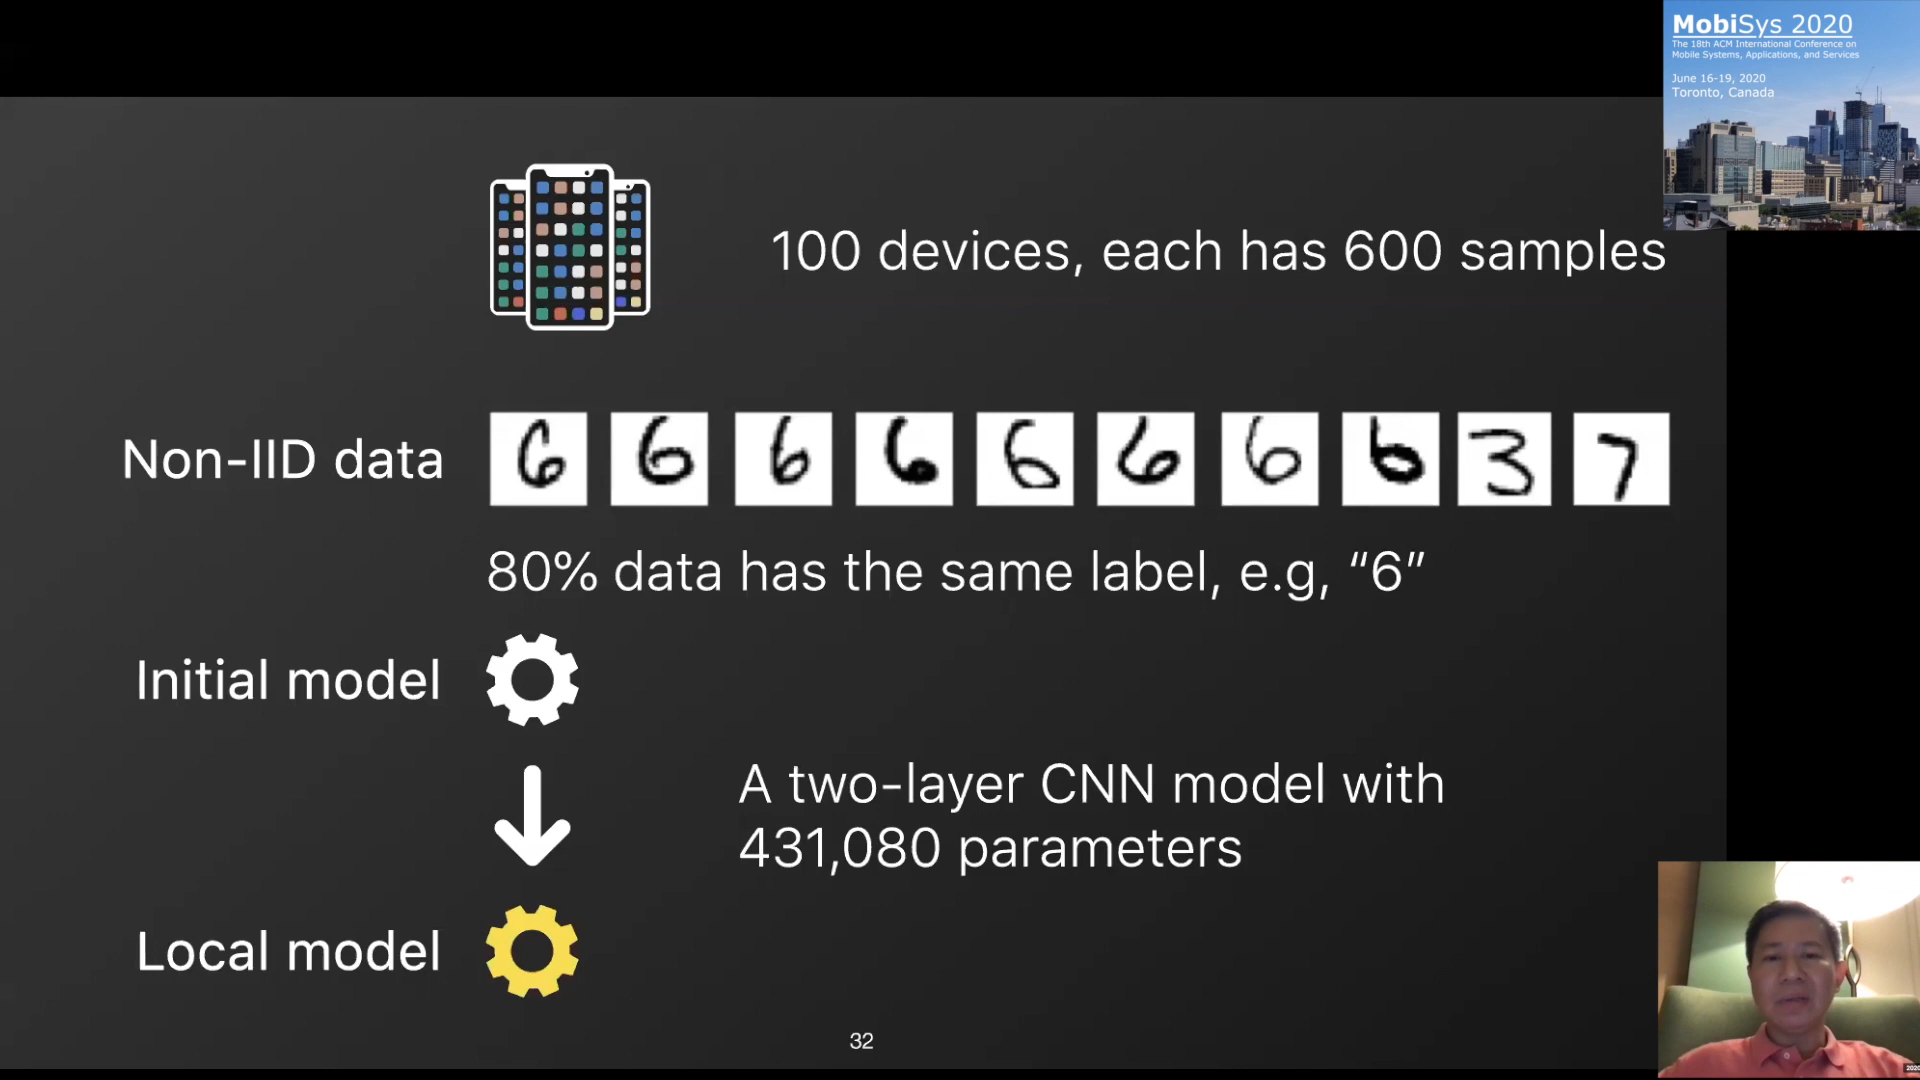 MobiSys 2020
The 18th ACM International Conference on
Mobile Systems, Applications, and Services
June 16-19, 2020
Toronto, Canada
100 devices, each has 600 samples
Non-IID data
6 6 6 6 6 6 6 6 3 7
80% data has the same label, e.g, “6”
Initial model
A two-layer CNN model with
431,080 parameters
Local model
32
2020